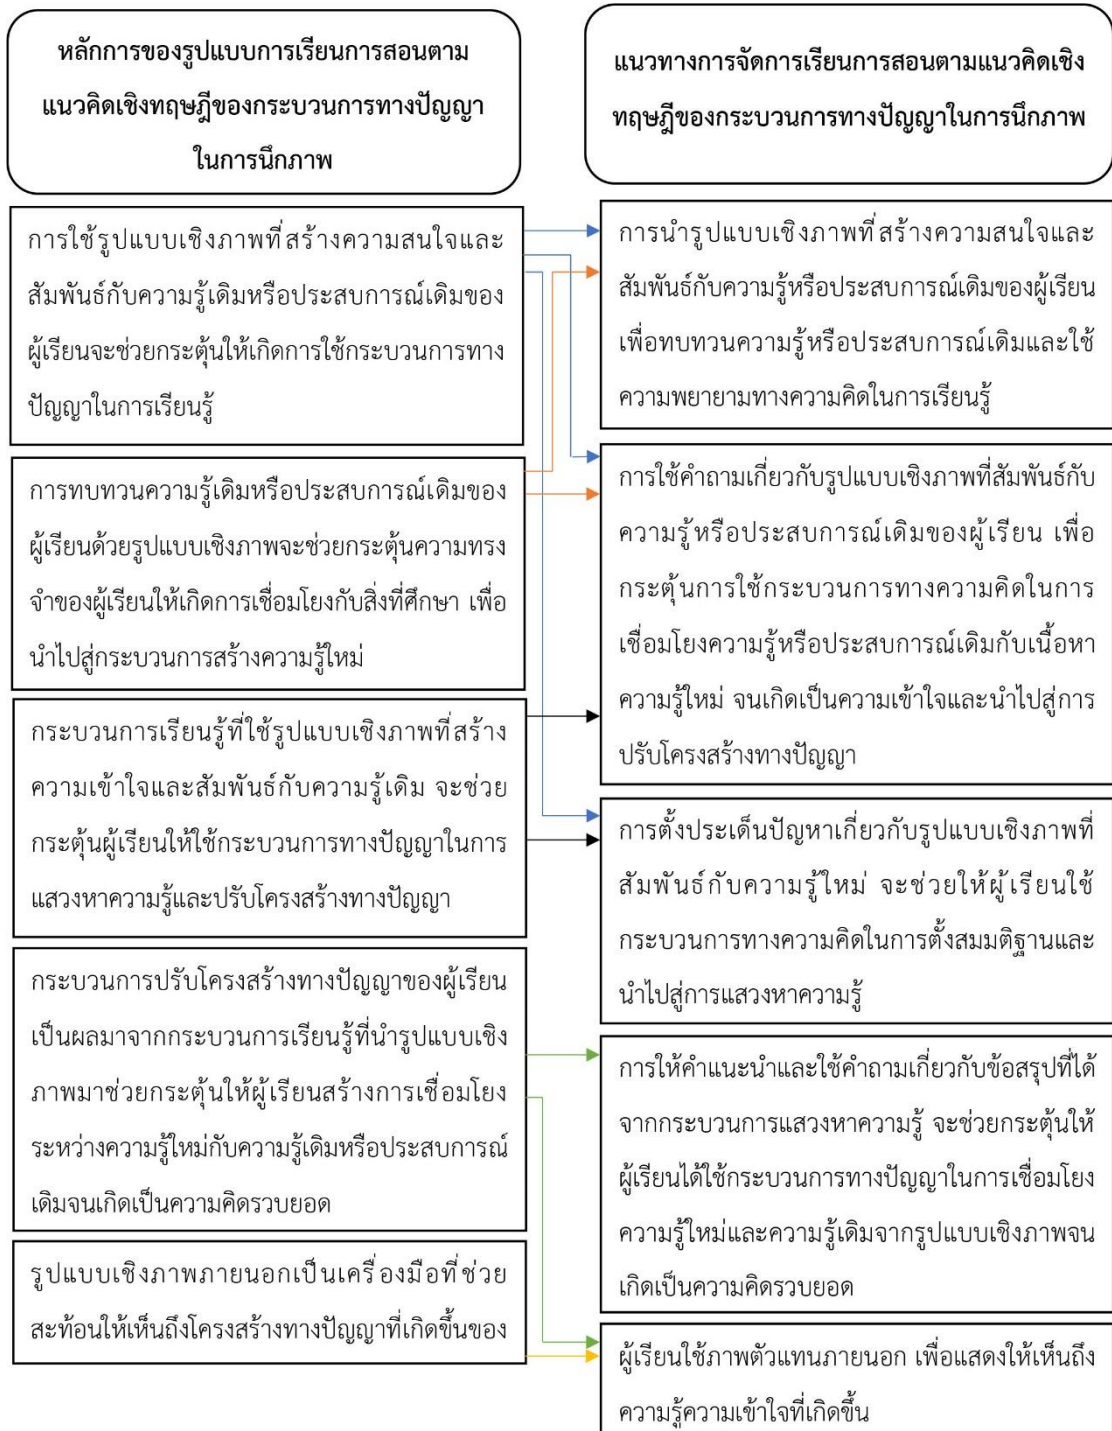 หลักการของรูปแบบการเรียนการสอนตาม
แนวคิดเชิงทฤษฎีของกระบวนการทางปัญญา
ในการนึกภาพ
การใช้รูปแบบเชิงภาพที่สร้างความสนใจและ
สัมพันธ์กับความรู้เดิมหรือประสบการณ์เดิมของ
ผู้เรียนจะช่วยกระตุ้นให้เกิดการใช้กระบวนการทาง
ปัญญาในการเรียนรู้
การทบทวนความรู้เดิมหรือประสบการณ์เดิมของ
ผู้เรียนด้วยรูปแบบเชิงภาพจะช่วยกระตุ้นความทรง
จำของผู้เรียนให้เกิดการเชื่อมโยงกับสิ่งที่ศึกษา เพื่อ
นำไปสู่กระบวนการสร้างความรู้ใหม่
กระบวนการเรียนรู้ที่ใช้รูปแบบเชิงภาพที่สร้าง
ความเข้าใจและสัมพันธ์กับความรู้เดิม จะช่วย
กระตุ้นผู้เรียนให้ใช้กระบวนการทางปัญญาในการ
แสวงหาความรู้และปรับโครงสร้างทางปัญญา
กระบวนการปรับโครงสร้างทางปัญญาของผู้เรียน
เป็นผลมาจากกระบวนการเรียนรู้ที่นำรูปแบบเชิง
ภาพมาช่วยกระตุ้นให้ผู้เรียนสร้างการเชื่อมโยง
ระหว่างความรู้ใหม่กับความรู้เดิมหรือประสบการณ์
เดิมจนเกิดเป็นความคิดรวบยอด
รูปแบบเชิงภาพภายนอกเป็นเครื่องมือที่ช่วย
สะท้อนให้เห็นถึงโครงสร้างทางปัญญาที่เกิดขึ้นของ
แนวทางการจัดการเรียนการสอนตามแนวคิดเชิง
ทฤษฎีของกระบวนการทางปัญญาในการนึกภาพ
การนำรูปแบบเชิงภาพที่สร้างความสนใจและ
สัมพันธ์กับความรู้หรือประสบการณ์เดิมของผู้เรียน
เพื่อทบทวนความรู้หรือประสบการณ์เดิมและใช้
ความพยายามทางความคิดในการเรียนรู้
การใช้คำถามเกี่ยวกับรูปแบบเชิงภาพที่สัมพันธ์กับ
ความรู้หรือประสบการณ์เดิมของผู้เรียน เพื่อ
กระตุ้นการใช้กระบวนการทางความคิดในการ
เชื่อมโยงความรู้หรือประสบการณ์เดิมกับเนื้อหา
ความรู้ใหม่ จนเกิดเป็นความเข้าใจและนำไปสู่การ
ปรับโครงสร้างทางปัญญา
การตั้งประเด็นปัญหาเกี่ยวกับรูปแบบเชิงภาพที่
สัมพันธ์กับความรู้ใหม่ จะช่วยให้ผู้เรียนใช้
กระบวนการทางความคิดในการตั้งสมมติฐานและ
นำไปสู่การแสวงหาความรู้
การให้คำแนะนำและใช้คำถามเกี่ยวกับข้อสรุปที่ได้
จากกระบวนการแสวงหาความรู้ จะช่วยกระตุ้นให้
ผู้เรียนได้ใช้กระบวนการทางปัญญาในการเชื่อมโยง
ความรู้ใหม่และความรู้เดิมจากรูปแบบเชิงภาพจน
เกิดเป็นความคิดรวบยอด
ผู้เรียนใช้ภาพตัวแทนภายนอก เพื่อแสดงให้เห็นถึง
ความรู้ความเข้าใจที่เกิดขึ้น